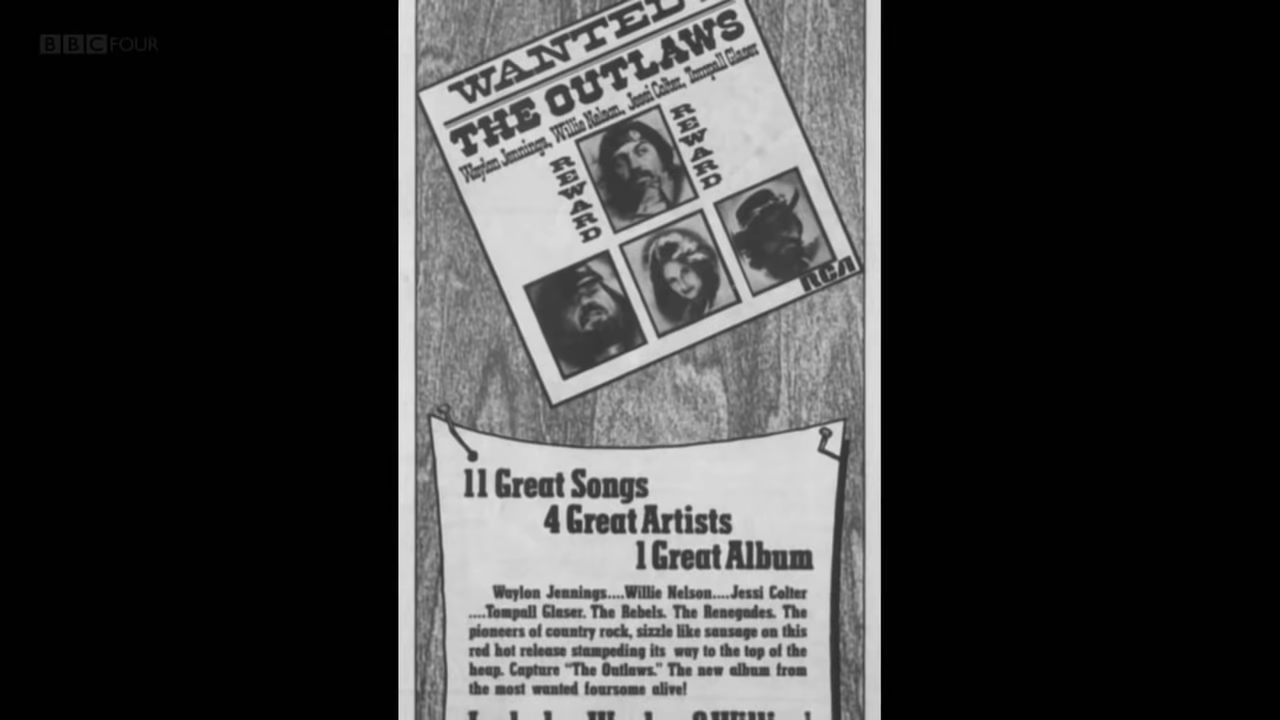 BBC FOUR
WANTED!
THE OUTLAWS
Waylon Jennings, Willie Nelson, Jessi Colter, Tompall Glaser
REWARD
REWARD
RCA
11 Great Songs
4 Great Artists
1 Great Album
Waylon Jennings....Willie Nelson....Jessi Colter
....Tompall Glaser. The Rebels. The Renegades. The
pioneers of country rock, sizzle like sausage on this
red hot release stampeding its way to the top of the
heap. Capture "The Outlaws." The new album from
the most wanted foursome alive!